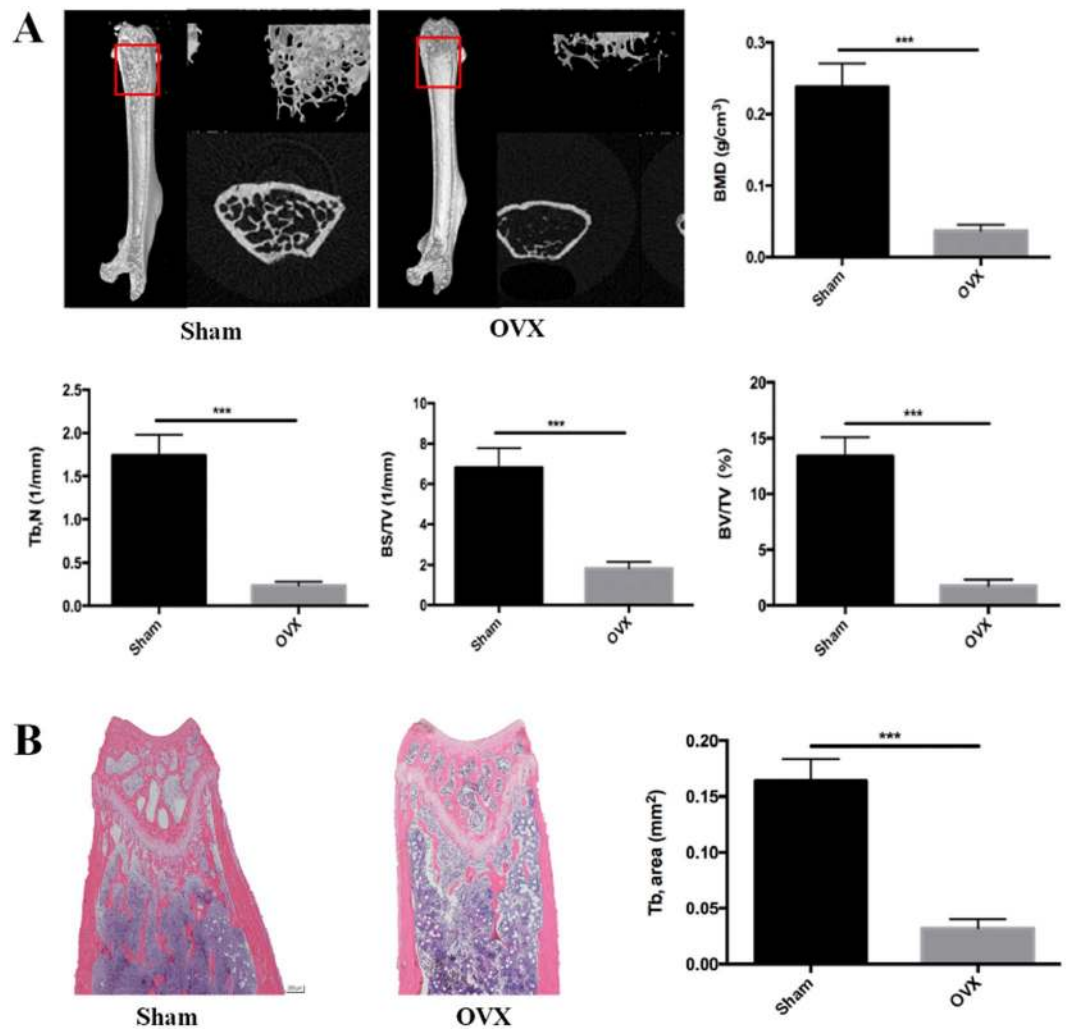 A
Sham
OVX
BMD (g/cm³)
0.3
0.2
0.1
0.0
***
Sham
OVX
Tb,N (1/mm)
2.5
2.0
1.5
1.0
0.5
0.0
***
Sham
OVX
BS/TV (1/mm)
10
8
6
4
2
0
***
Sham
OVX
BV/TV (%)
20
15
10
5
0
***
Sham
OVX
B
Sham
OVX
Tb, area (mm²)
0.20
0.15
0.10
0.05
0.00
***
Sham
OVX